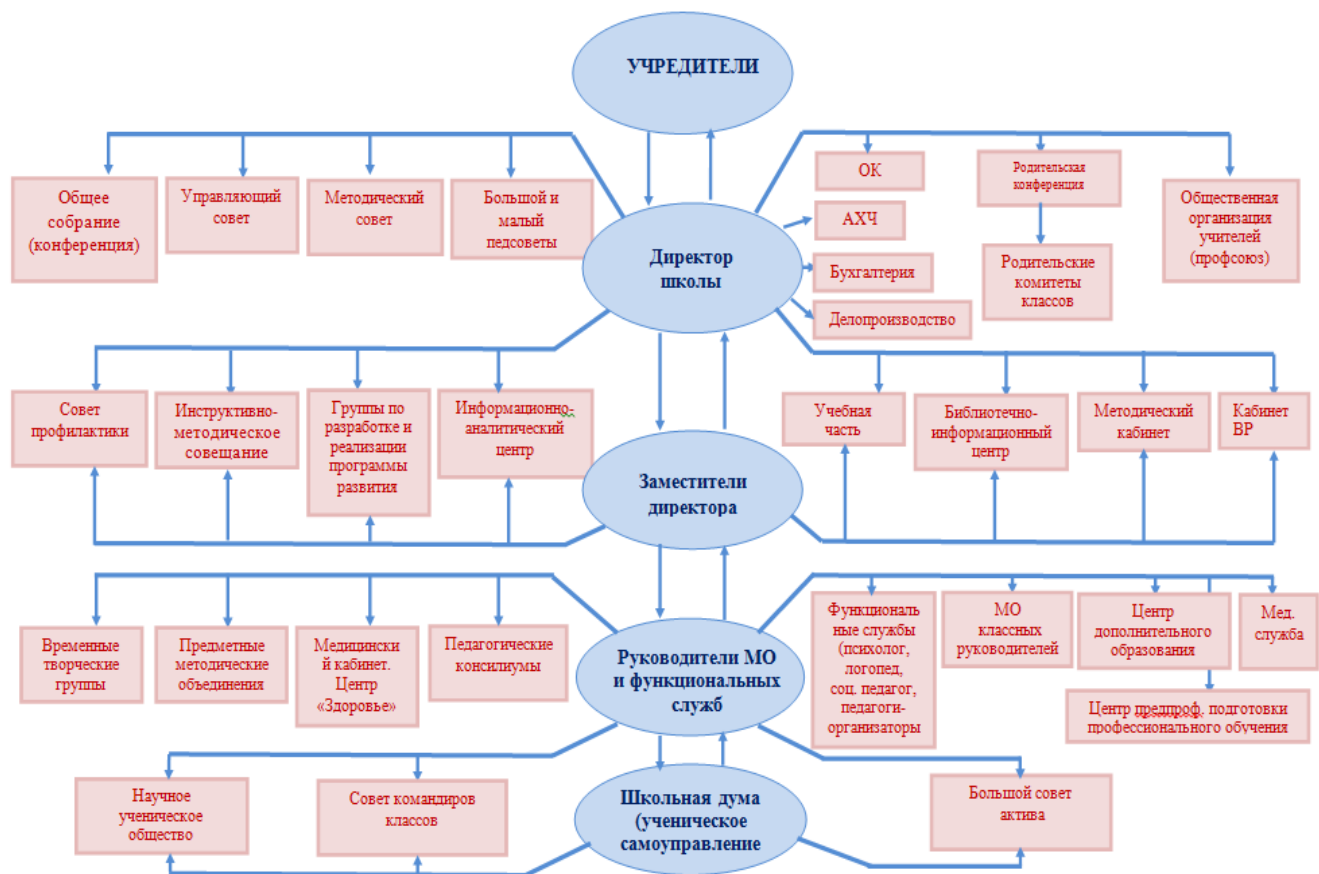 УЧРЕДИТЕЛИ
Общее
собрание
(конференция)
Управляющий
совет
Методический
совет
Большой и
малый
педсоветы
Директор
школы
ОК
АХЧ
Бухгалтерия
Делопроизводство
Родительская
конференция
Родительские
комитеты
классов
Общественная
организация
учителей
(профсоюз)
Совет
профилактики
Инструктивно-
методическое
совещание
Группы по
разработке и
реализации
программы
развития
Информационно-
аналитический
центр
Заместители
директора
Учебная
часть
Библиотечно-
информационный
центр
Методический
кабинет
Кабинет
ВР
Временные
творческие
группы
Предметные
методические
объединения
Медицински
й кабинет.
Центр
«Здоровье»
Педагогические
консилиумы
Руководители МО
и функциональных
служб
Функциональ
ные службы
(психолог,
логопед,
соц. педагог,
педагоги-
организаторы
МО
классных
руководителей
Центр
дополнительного
образования
Мед.
служба
Центр предпроф. подготовки
профессионального обучения
Научное
ученическое
общество
Совет командиров
классов
Школьная дума
(ученическое
самоуправление
Большой совет
актива